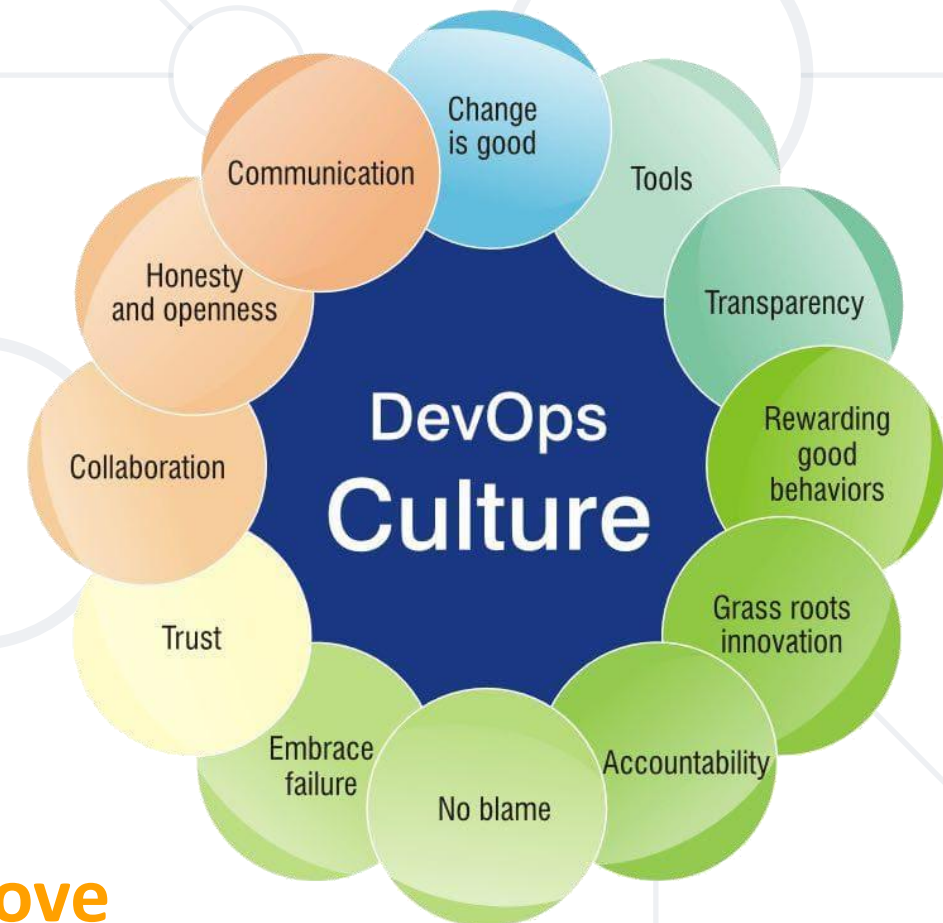 Change
is good
Tools
Transparency
Rewarding
good
behaviors
Grass roots
innovation
Accountability
No blame
Embrace
failure
Trust
Collaboration
Honesty
and openness
Communication
DevOps
Culture
ove